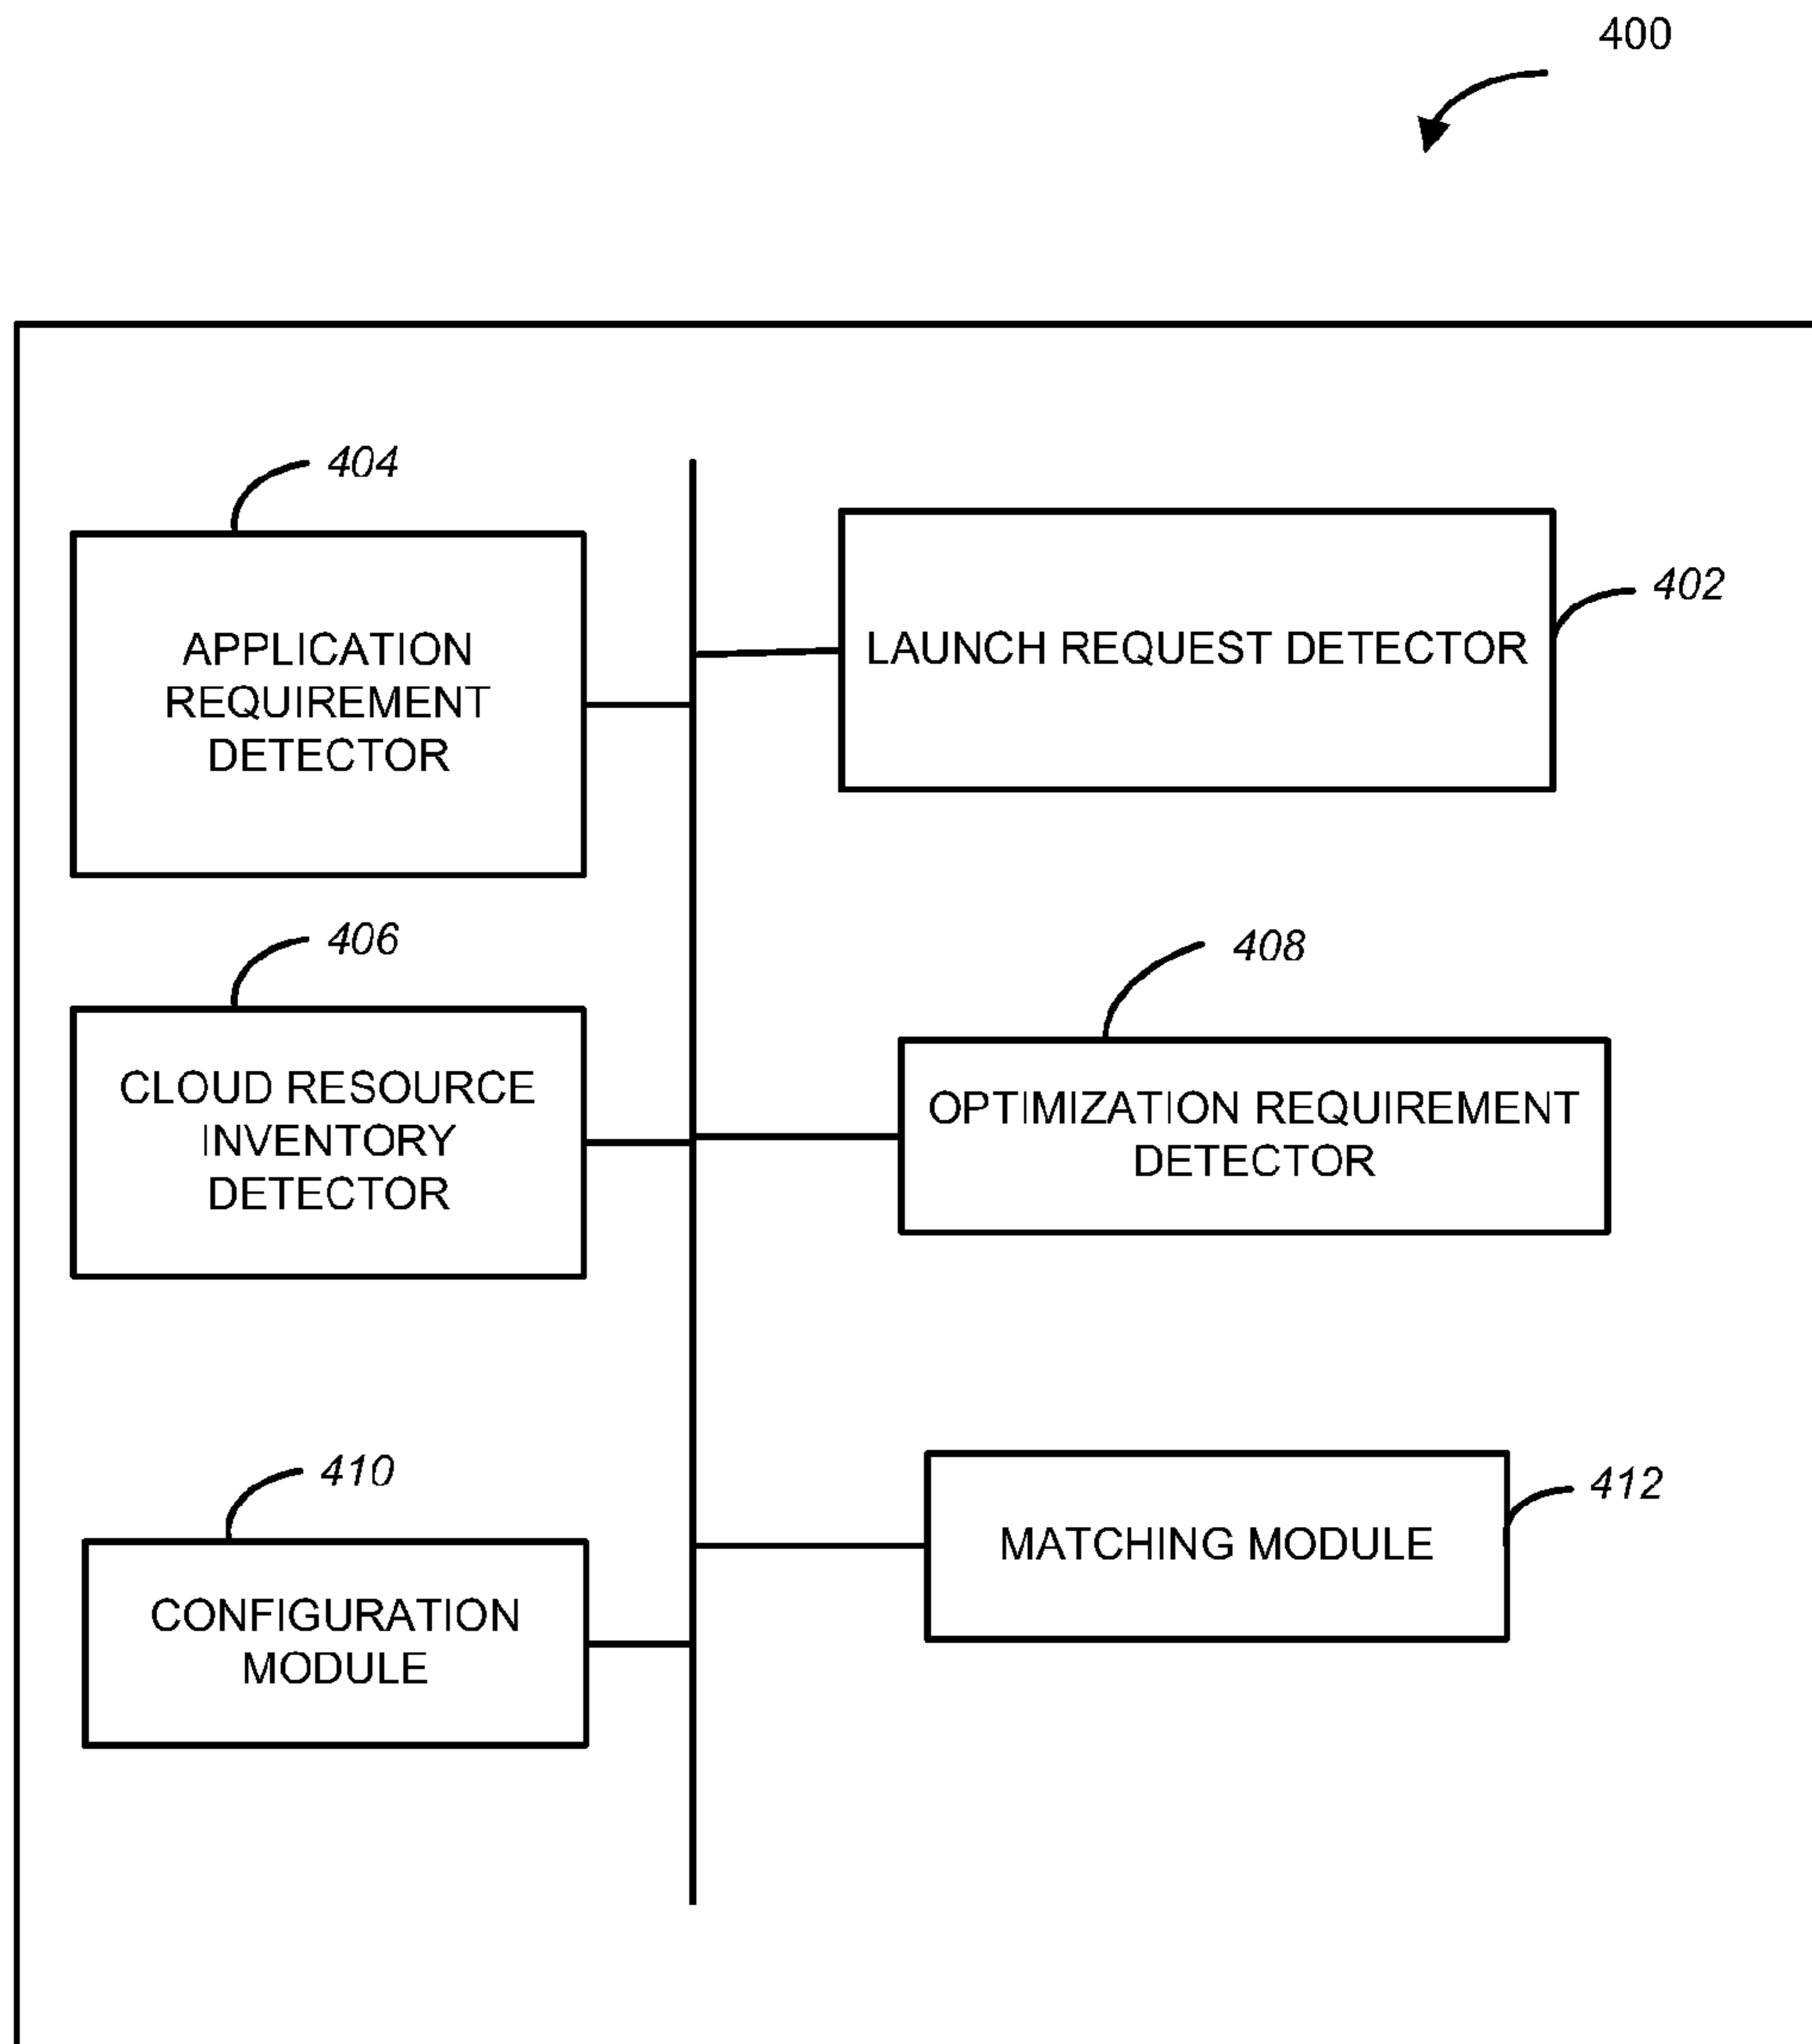 400
404
APPLICATION
REQUIREMENT
DETECTOR
LAUNCH REQUEST DETECTOR
402
406
CLOUD RESOURCE
INVENTORY
DETECTOR
408
OPTIMIZATION REQUIREMENT
DETECTOR
410
CONFIGURATION
MODULE
MATCHING MODULE
412